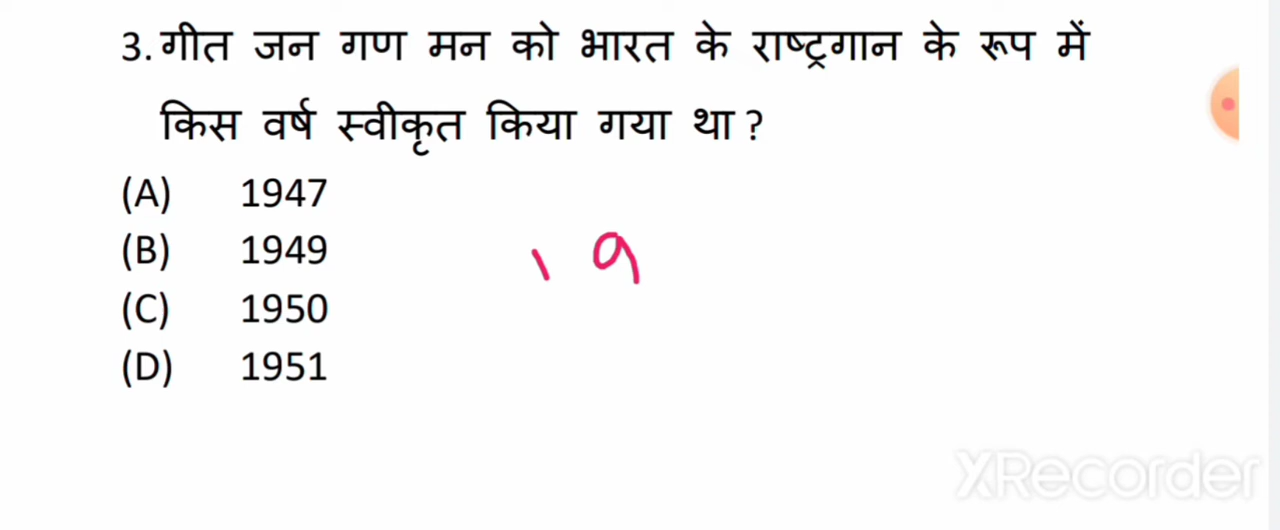 3. गीत जन गण मन को भारत के राष्ट्रगान के रूप में
किस वर्ष स्वीकृत किया गया था ?
(A) 1947
(B) 1949
19
(C) 1950
(D) 1951
XRecorder